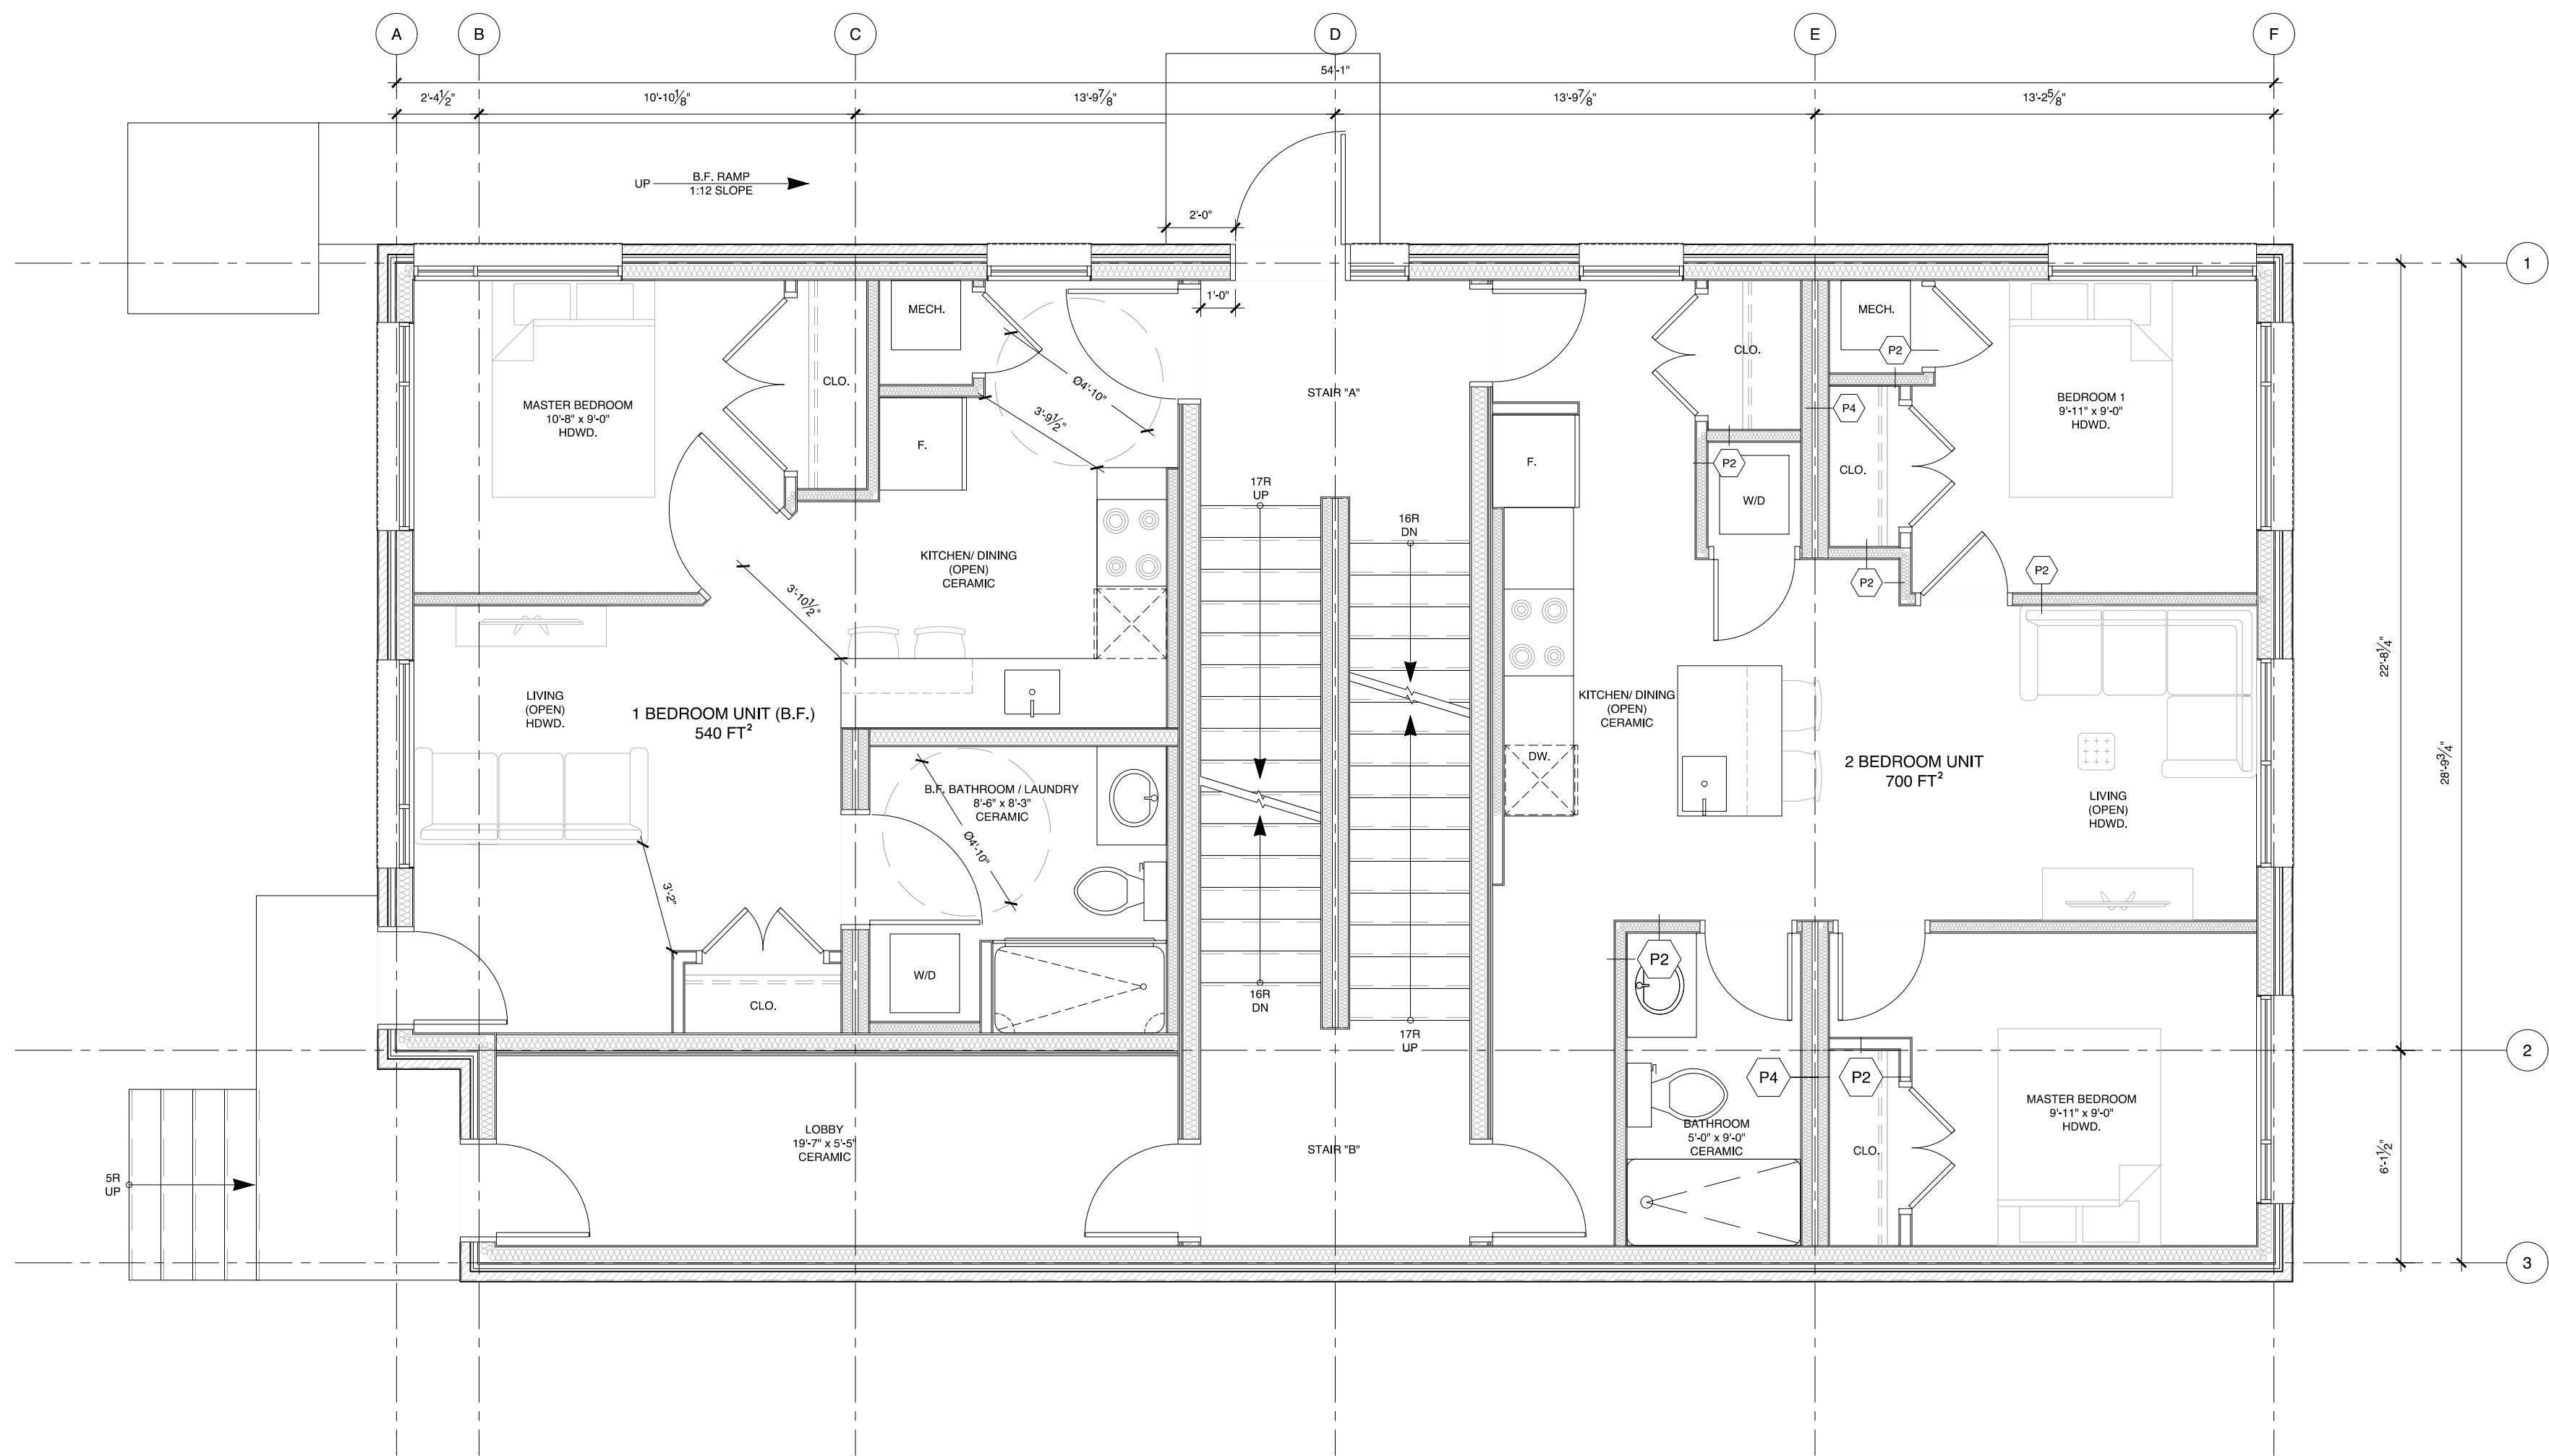 A
B
C
D
E
F
54'-1"
2'-4½"
10'-10⅛"
13'-9⅞"
13'-9⅞"
13'-2⅝"
UP
B.F. RAMP
1:12 SLOPE
2'-0"
1
1'-0"
MECH.
CLO.
MASTER BEDROOM
10'-8" x 9'-0"
HDWD.
Ø4'-10"
3'-9½"
F.
STAIR "A"
CLO.
MECH.
P2
P4
BEDROOM 1
9'-11" x 9'-0"
HDWD.
F.
P2
CLO.
W/D
17R
UP
16R
DN
KITCHEN/ DINING
(OPEN)
CERAMIC
P2
P2
3'-10½"
22'-8¼"
LIVING
(OPEN)
HDWD.
1 BEDROOM UNIT (B.F.)
540 FT²
KITCHEN/ DINING
(OPEN)
CERAMIC
DW.
2 BEDROOM UNIT
700 FT²
28'-9¾"
B.F. BATHROOM / LAUNDRY
8'-6" x 8'-3"
CERAMIC
Ø4'-10"
LIVING
(OPEN)
HDWD.
3'-2"
W/D
CLO.
16R
DN
17R
UP
P2
2
P4
P2
LOBBY
19'-7" x 5'-5"
CERAMIC
STAIR "B"
BATHROOM
5'-0" x 9'-0"
CERAMIC
CLO.
MASTER BEDROOM
9'-11" x 9'-0"
HDWD.
6'-1½"
5R
UP
3